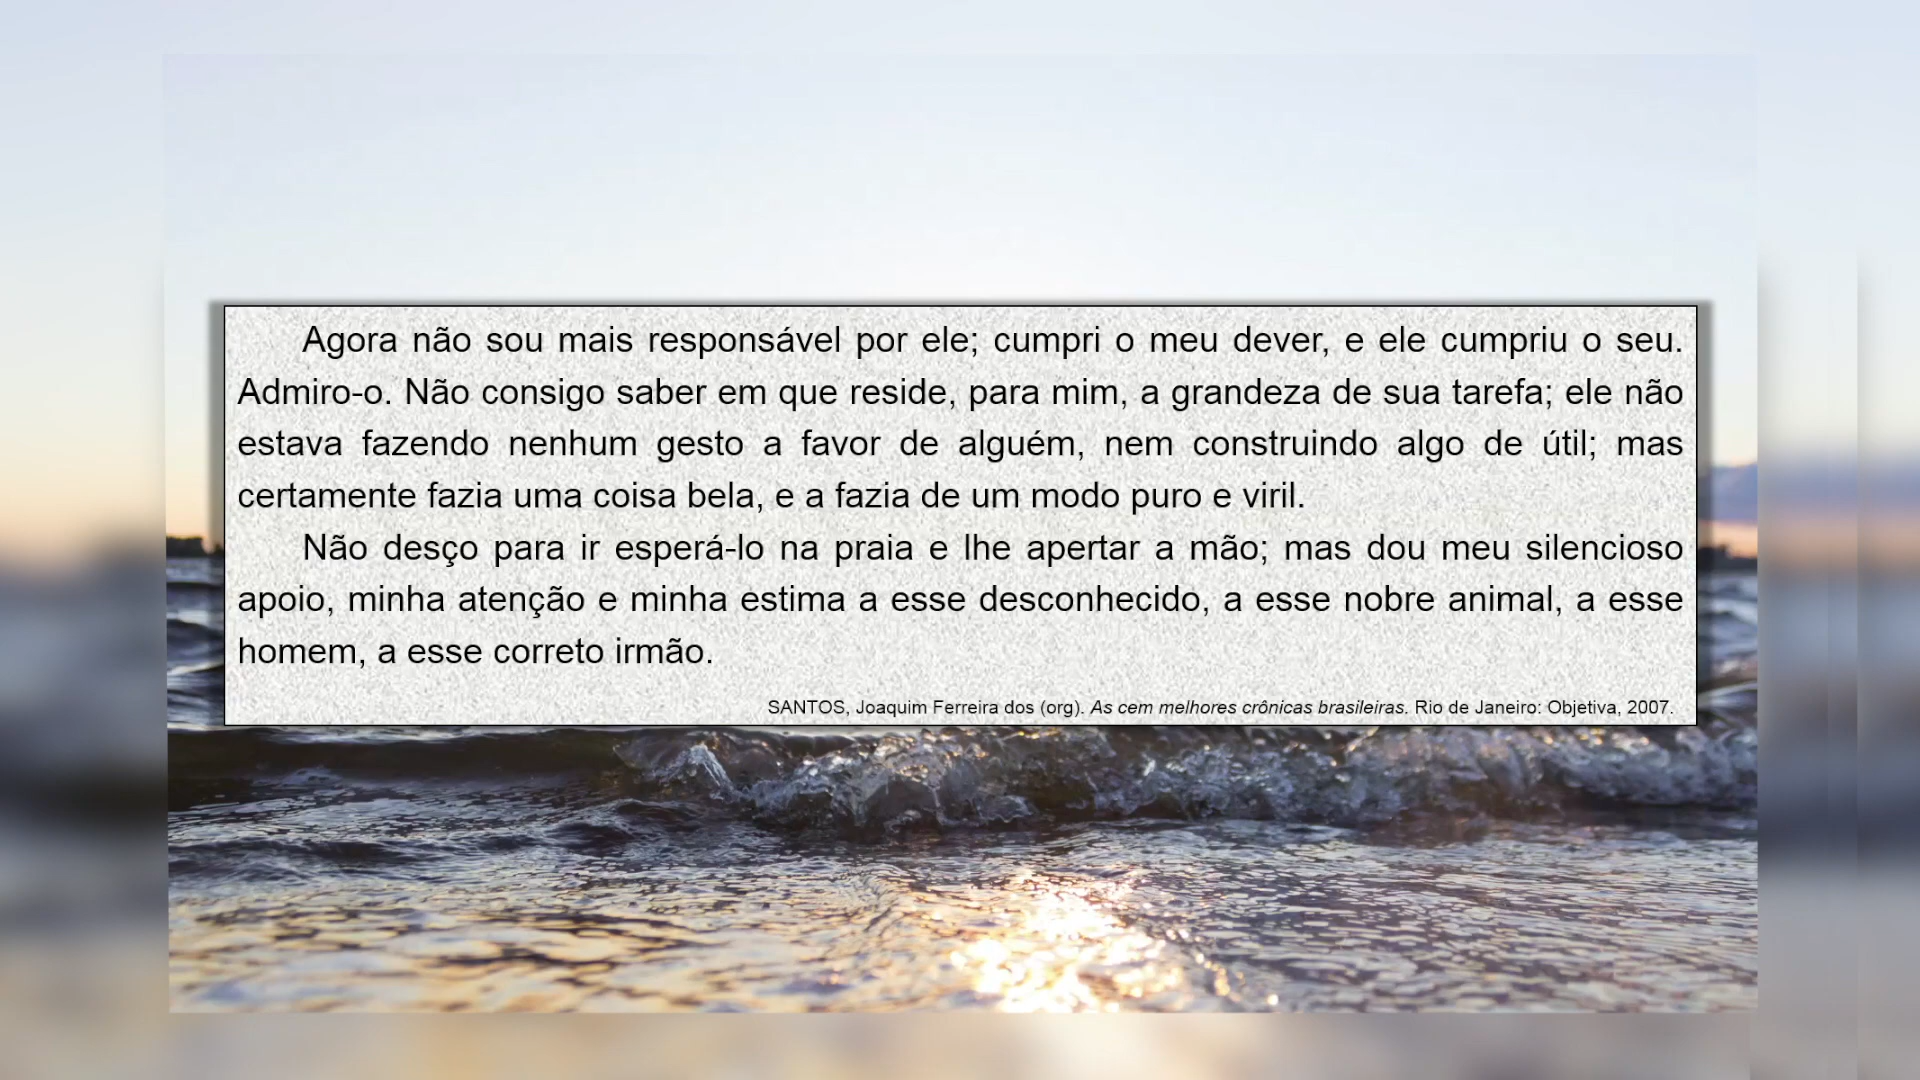 Agora não sou mais responsável por ele; cumpri o meu dever, e ele cumpriu o seu.
Admiro-o. Não consigo saber em que reside, para mim, a grandeza de sua tarefa; ele não
estava fazendo nenhum gesto a favor de alguém, nem construindo algo de útil; mas
certamente fazia uma coisa bela, e a fazia de um modo puro e viril.
Não desço para ir esperá-lo na praia e lhe apertar a mão; mas dou meu silencioso
apoio, minha atenção e minha estima a esse desconhecido, a esse nobre animal, a esse
homem, a esse correto irmão.
SANTOS, Joaquim Ferreira dos (org). As cem melhores crônicas brasileiras. Rio de Janeiro: Objetiva, 2007.